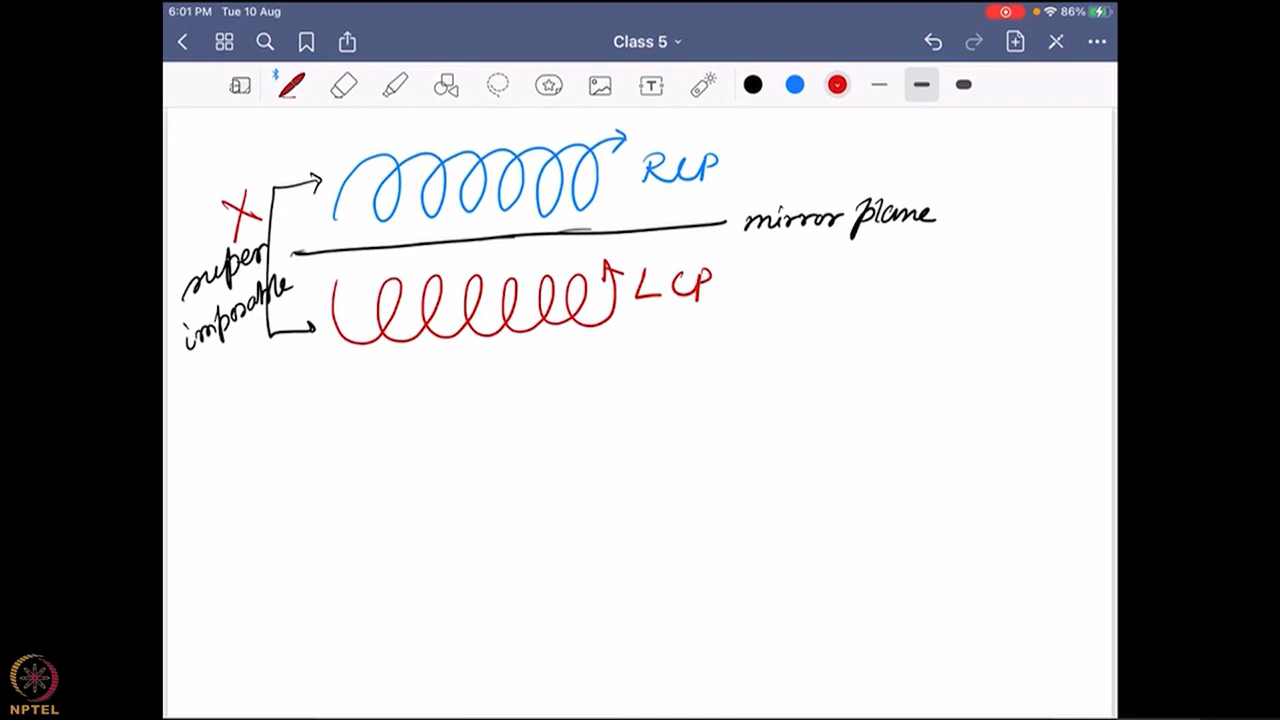 6:01 PM Tue 10 Aug
86%
Class 5
T
RCP
X
mirror plane
super
imposable
LCP
NPTEL